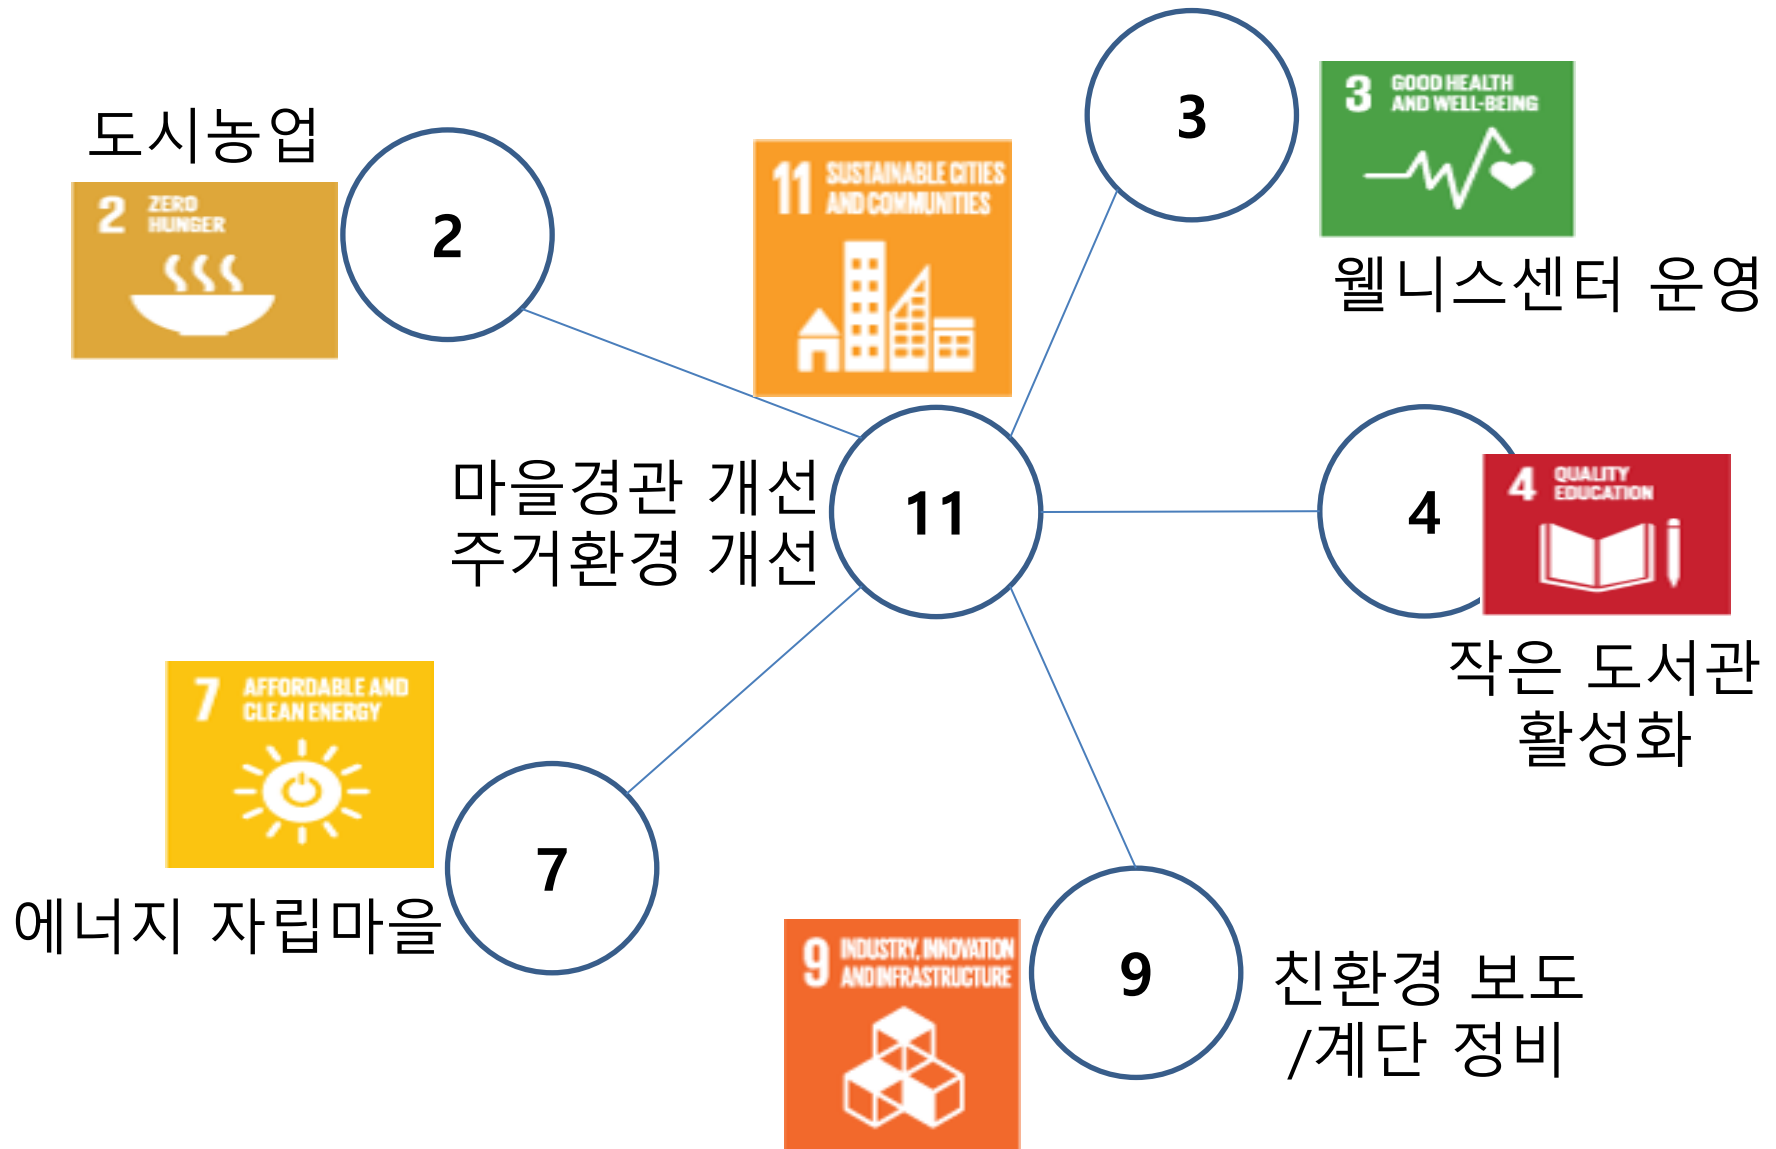 도시농업
2 ZERO
HUNGER
2
11 SUSTAINABLE CITIES
AND COMMUNITIES
3
3 GOOD HEALTH
AND WELL-BEING
웰니스센터 운영
마을경관 개선
주거환경 개선
11
4
4 QUALITY
EDUCATION
작은 도서관
활성화
7 AFFORDABLE AND
CLEAN ENERGY
7
에너지 자립마을
9 INDUSTRY, INNOVATION
AND INFRASTRUCTURE
9
친환경 보도
/계단 정비